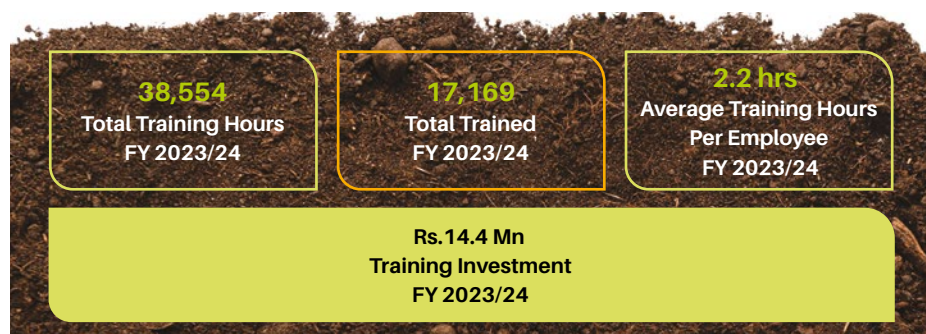 38,554
Total Training Hours
FY 2023/24
17,169
Total Trained
FY 2023/24
2.2 hrs
Average Training Hours
Per Employee
FY 2023/24
Rs.14.4 Mn
Training Investment
FY 2023/24